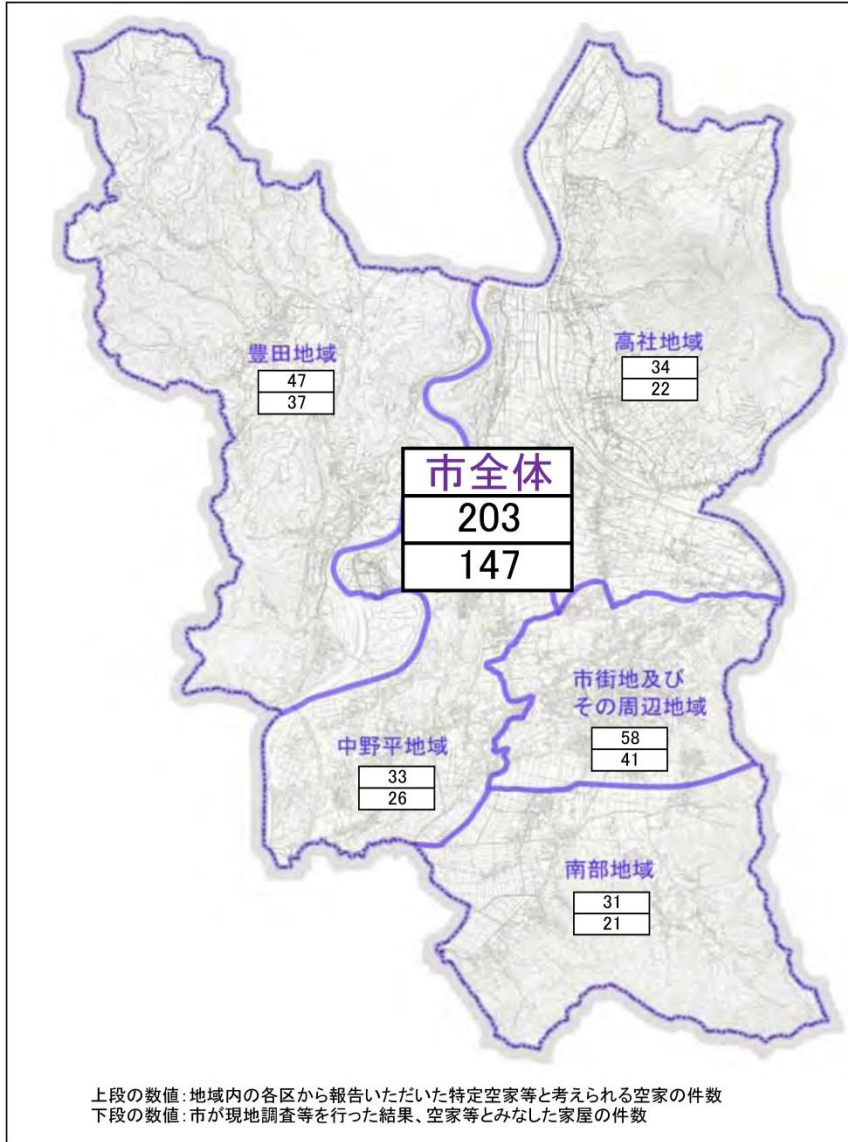 豊田地域
47
37
高社地域
34
22
市全体
203
147
市街地及び
その周辺地域
58
41
中野平地域
33
26
南部地域
31
21
上段の数値:地域内の各区から報告いただいた特定空家等と考えられる空家の件数
下段の数値:市が現地調査等を行った結果、空家等とみなした家屋の件数